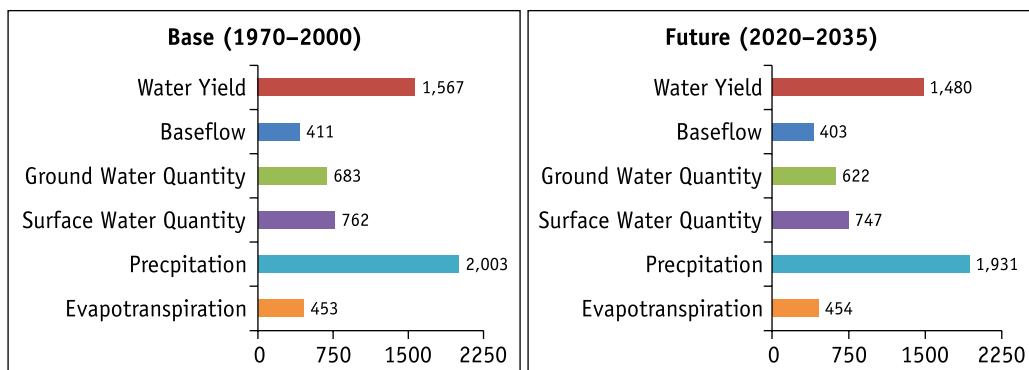 Base (1970–2000)
Water Yield 1,567
Baseflow 411
Ground Water Quantity 683
Surface Water Quantity 762
Precpitation 2,003
Evapotranspiration 453
0 750 1500 2250
Future (2020–2035)
Water Yield 1,480
Baseflow 403
Ground Water Quantity 622
Surface Water Quantity 747
Precpitation 1,931
Evapotranspiration 454
0 750 1500 2250